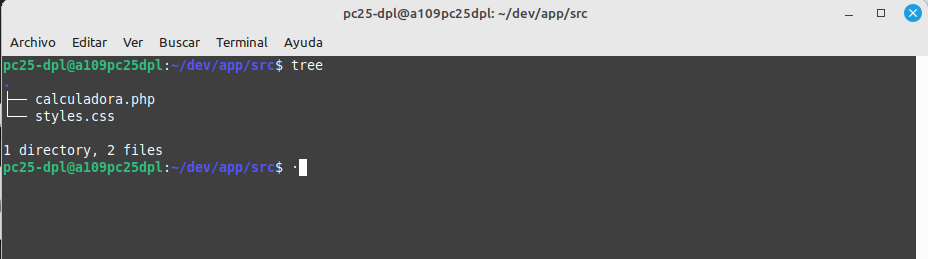 pc25-dpl@a109pc25dpl: ~/dev/app/src
Archivo Editar Ver Buscar Terminal Ayuda
pc25-dpl@a109pc25dpl:~/dev/app/src$ tree
.
├── calculadora.php
└── styles.css
1 directory, 2 files
pc25-dpl@a109pc25dpl:~/dev/app/src$ ·